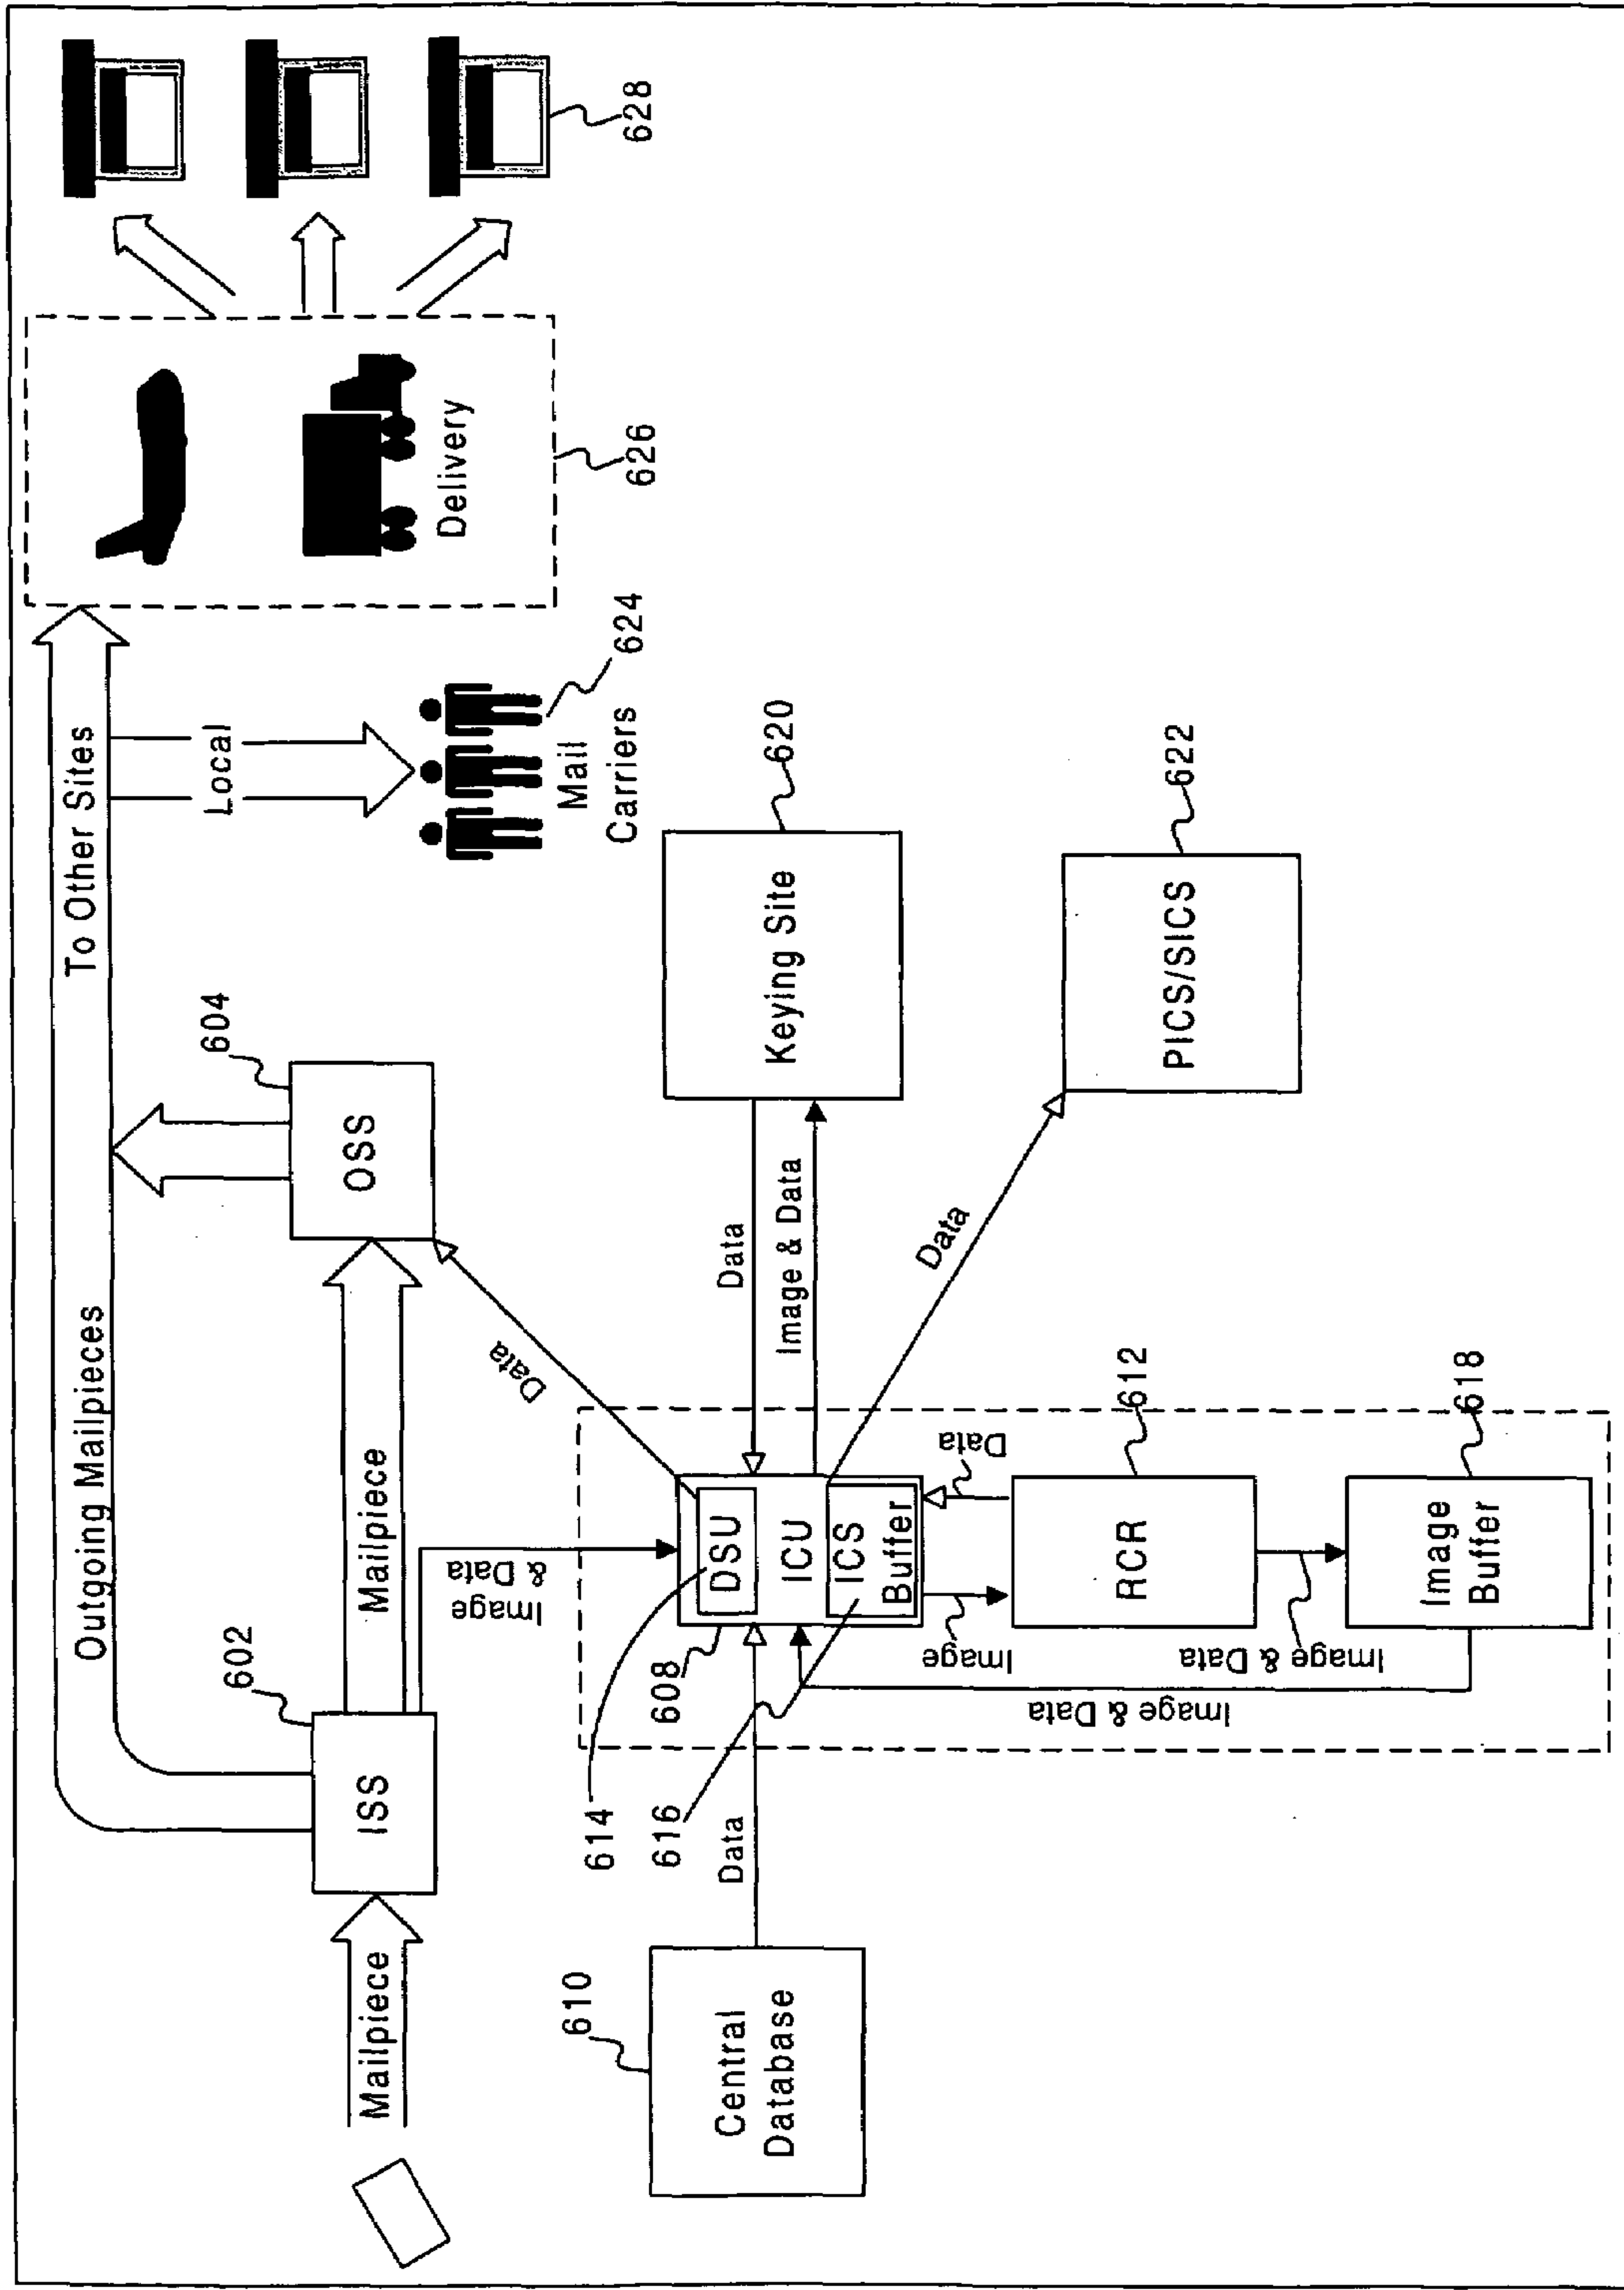 Outgoing Mailpieces
To Other Sites
Mailpiece
602
ISS
Mailpiece
604
OSS
Local
624
Mail
Carriers
Delivery
626
628
Image
& Data
Data
610
Central
Database
Data
614
616
608
DSU
ICU
ICS
Buffer
Data
Image & Data
620
Keying Site
Data
622
PICS/SICS
Image
Data
612
RCR
Image & Data
Image & Data
618
Image
Buffer